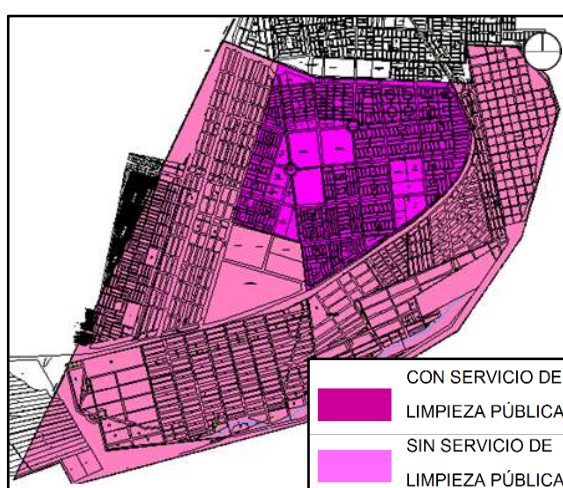 CON SERVICIO DE
LIMPIEZA PÚBLICA
SIN SERVICIO DE
LIMPIEZA PÚBLICA